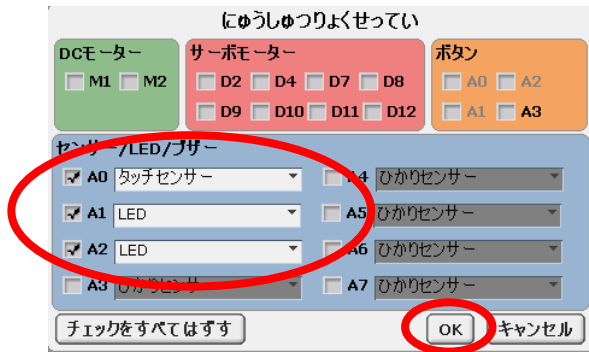 にゅうしゅつりょくせってい
DCモーター サーボモーター ボタン
M1 M2 D2 D4 D7 D8 A0 A2
D9 D10 D11 D12 A1 A3
センサー/LED/ブザー
A0 タッチセンサー A4 ひかりセンサー
A1 LED A5 ひかりセンサー
A2 LED A6 ひかりセンサー
A3 ひかりセンサー A7 ひかりセンサー
チェックをすべてはずす OK キャンセル